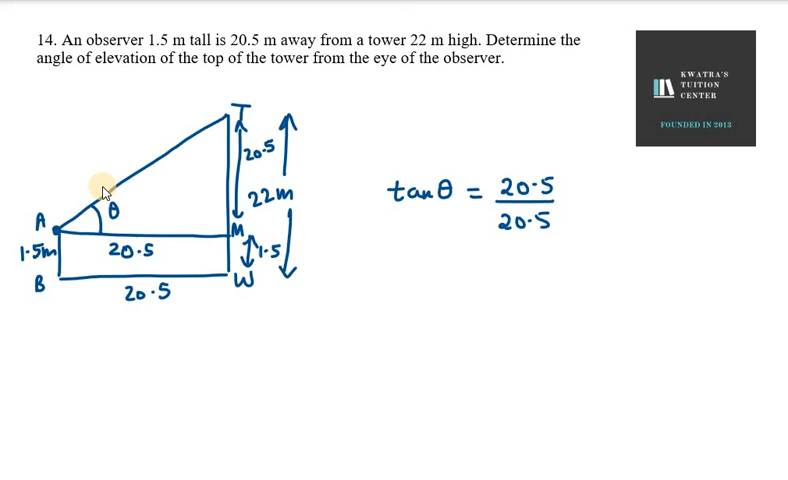 14. An observer 1.5 m tall is 20.5 m away from a tower 22 m high. Determine the
angle of elevation of the top of the tower from the eye of the observer.
KWATRA'S
TUITION
CENTER
FOUNDED IN 2013
T
20.5
22m
A
θ
M
1.5m
20.5
1.5
B
20.5
W
tanθ = 20.5
20.5